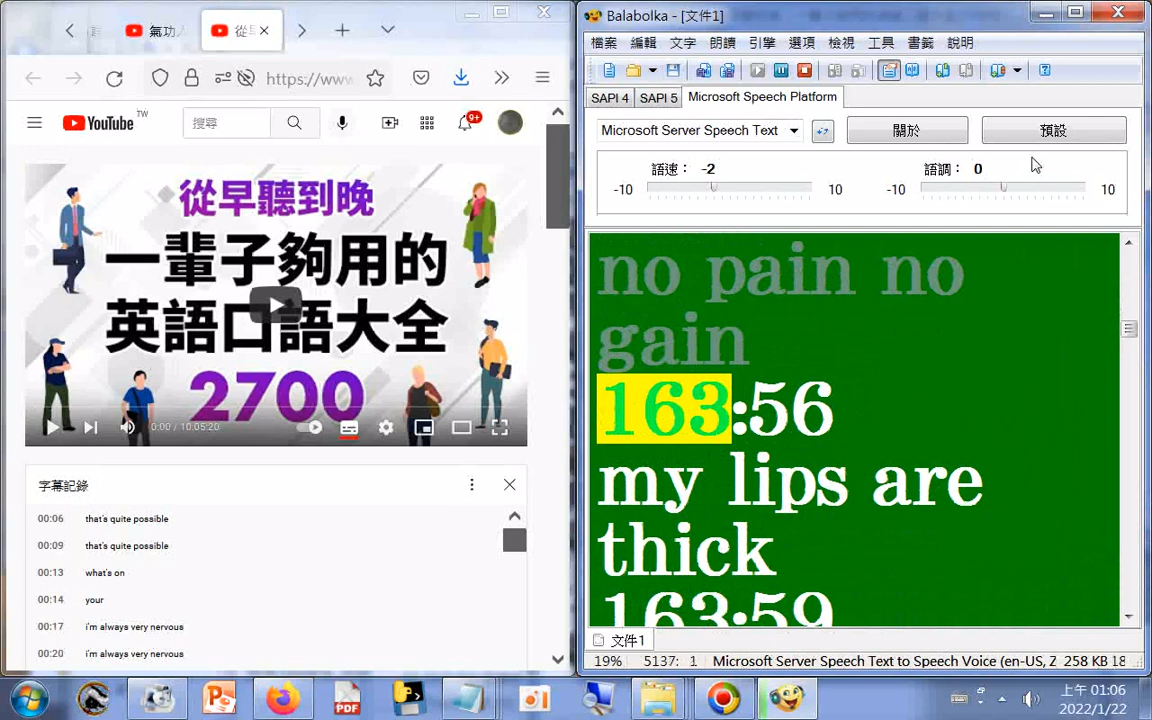 氣功
從
https://www
YouTube TW
搜尋
9+
從早聽到晚
一輩子夠用的
英語口語大全
2700
0:00 / 10:05:20
字幕記錄
00:06 that's quite possible
00:09 that's quite possible
00:13 what's on
00:14 your
00:17 i'm always very nervous
00:20 i'm always very nervous
Balabolka - [文件1]
檔案 編輯 文字 朗讀 引擎 選項 檢視 工具 書籤 說明
SAPI 4 SAPI 5 Microsoft Speech Platform
Microsoft Server Speech Text 關於 預設
語速： -2 語調： 0
-10 10 -10 10
no pain no
gain
163:56
my lips are
thick
163:59
文件1
19% 5137: 1 Microsoft Server Speech Text to Speech Voice (en-US, Z 258 KB 18
PDF
上午 01:06
2022/1/22